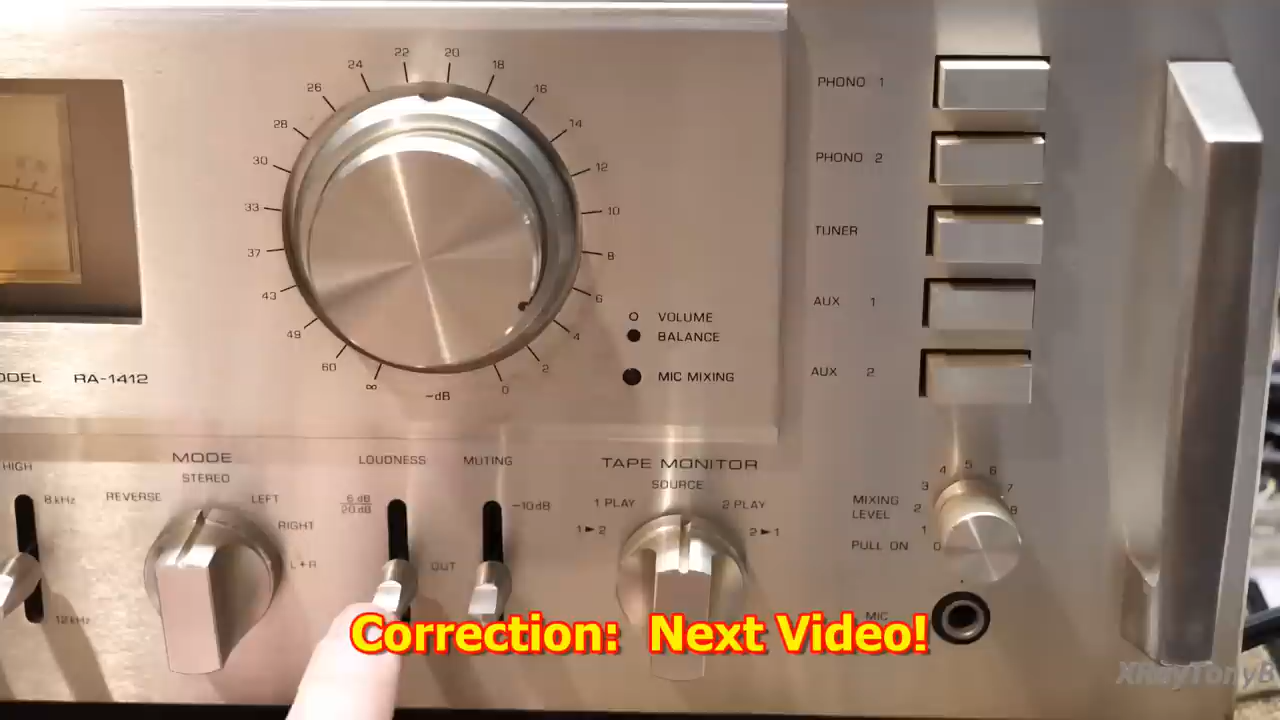 22 20
24 18
26 16
28 14
30 12
33 10
37 8
43 6
49 4
60 2
∞ 0
-dB
VOLUME
BALANCE
MIC MIXING
PHONO 1
PHONO 2
TUNER
AUX 1
AUX 2
RA-1412
HIGH
8 kHz
12 kHz
MODE
STEREO
REVERSE LEFT
RIGHT
L+R
LOUDNESS
6 dB
20 dB
OUT
MUTING
-10 dB
TAPE MONITOR
SOURCE
1 PLAY 2 PLAY
1►2 2►1
MIXING
LEVEL
PULL ON
0 1 2 3 4 5 6 7 8
MIC
Correction: Next Video!
XRayTonyB